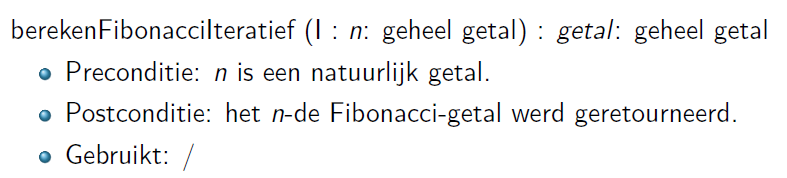 berekenFibonacciIteratief (I : n: geheel getal) : getal: geheel getal
Preconditie: n is een natuurlijk getal.
Postconditie: het n-de Fibonacci-getal werd geretourneerd.
Gebruikt: /